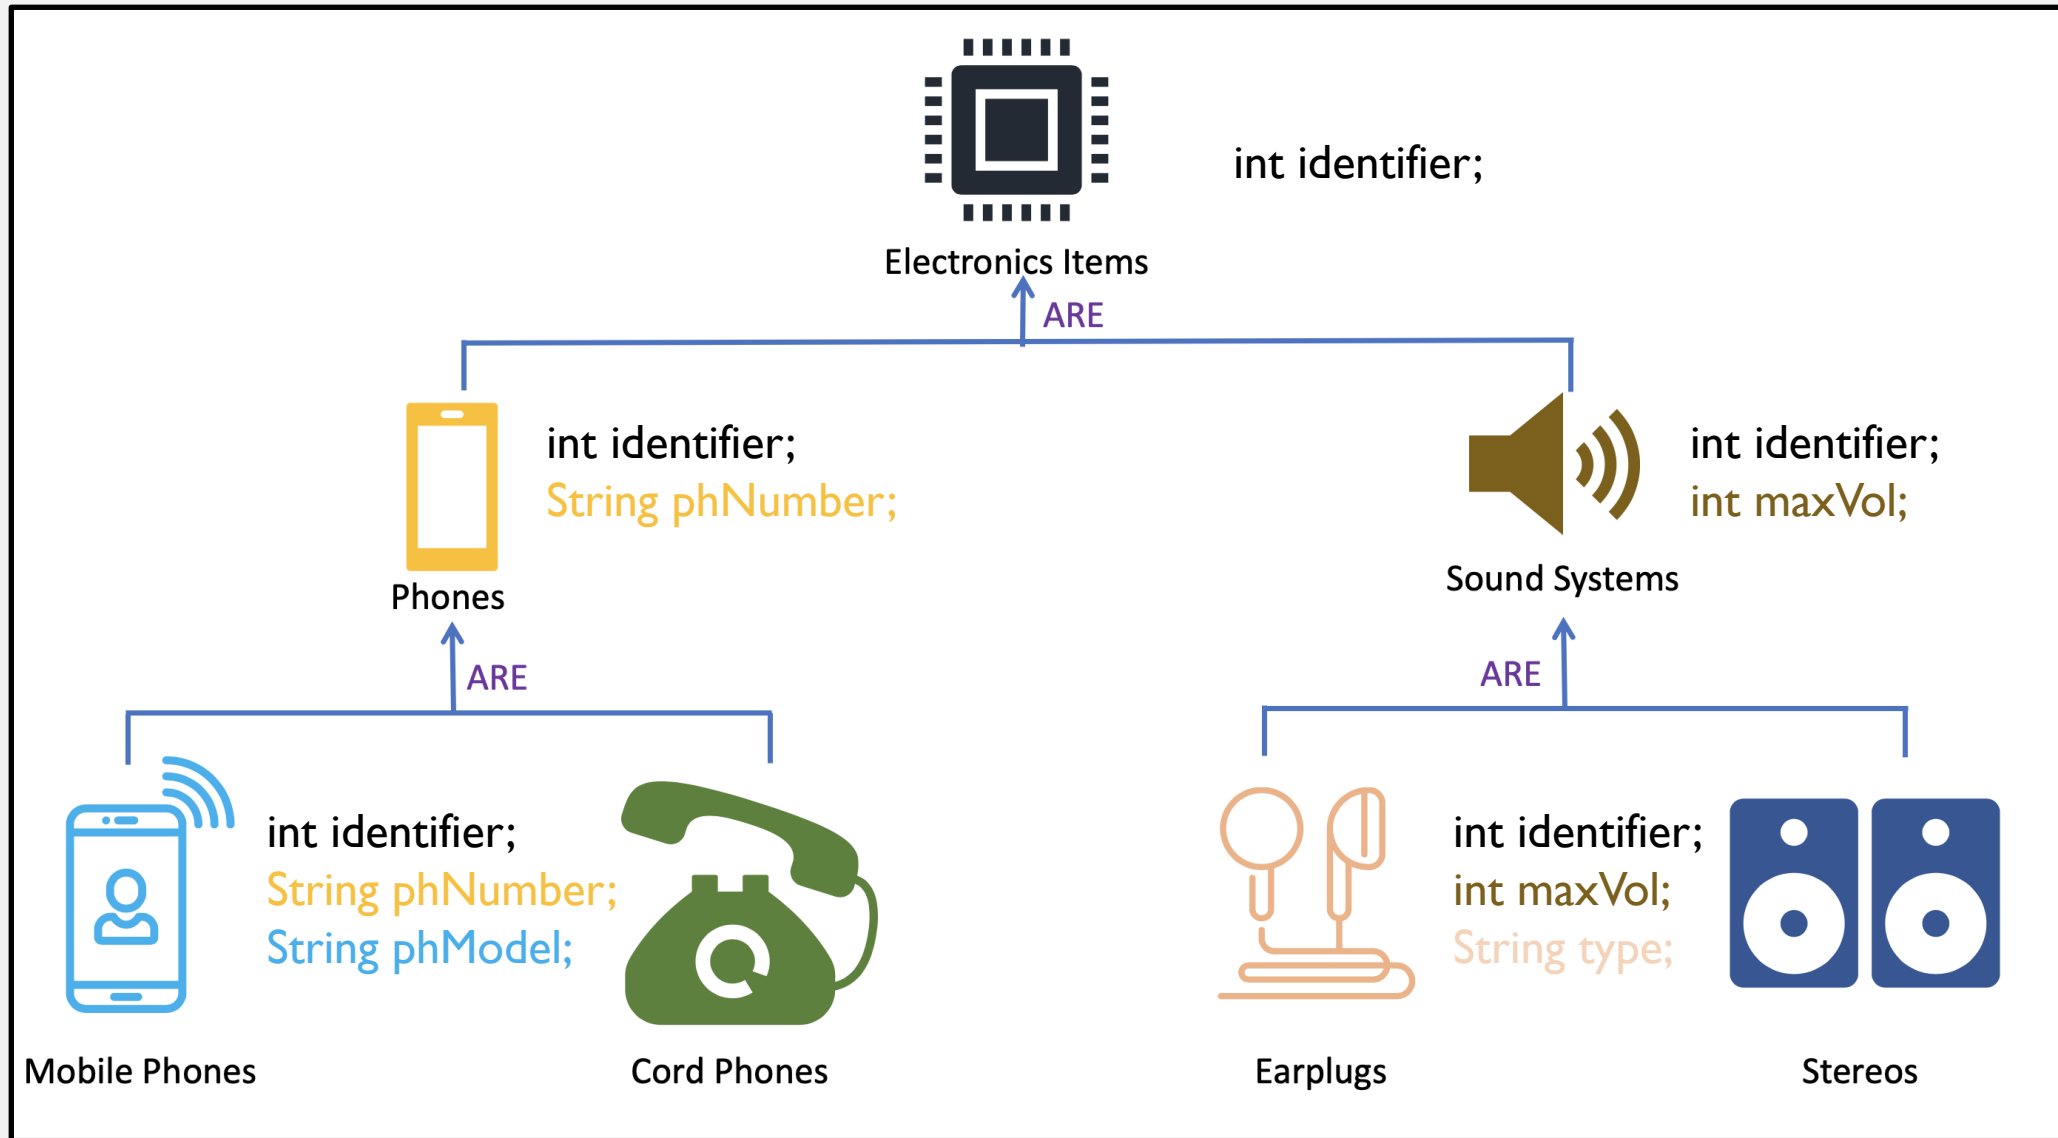 int identifier;
Electronics Items
ARE
int identifier;
String phNumber;
Phones
int identifier;
int maxVol;
Sound Systems
ARE
ARE
int identifier;
String phNumber;
String phModel;
int identifier;
int maxVol;
String type;
Mobile Phones
Cord Phones
Earplugs
Stereos